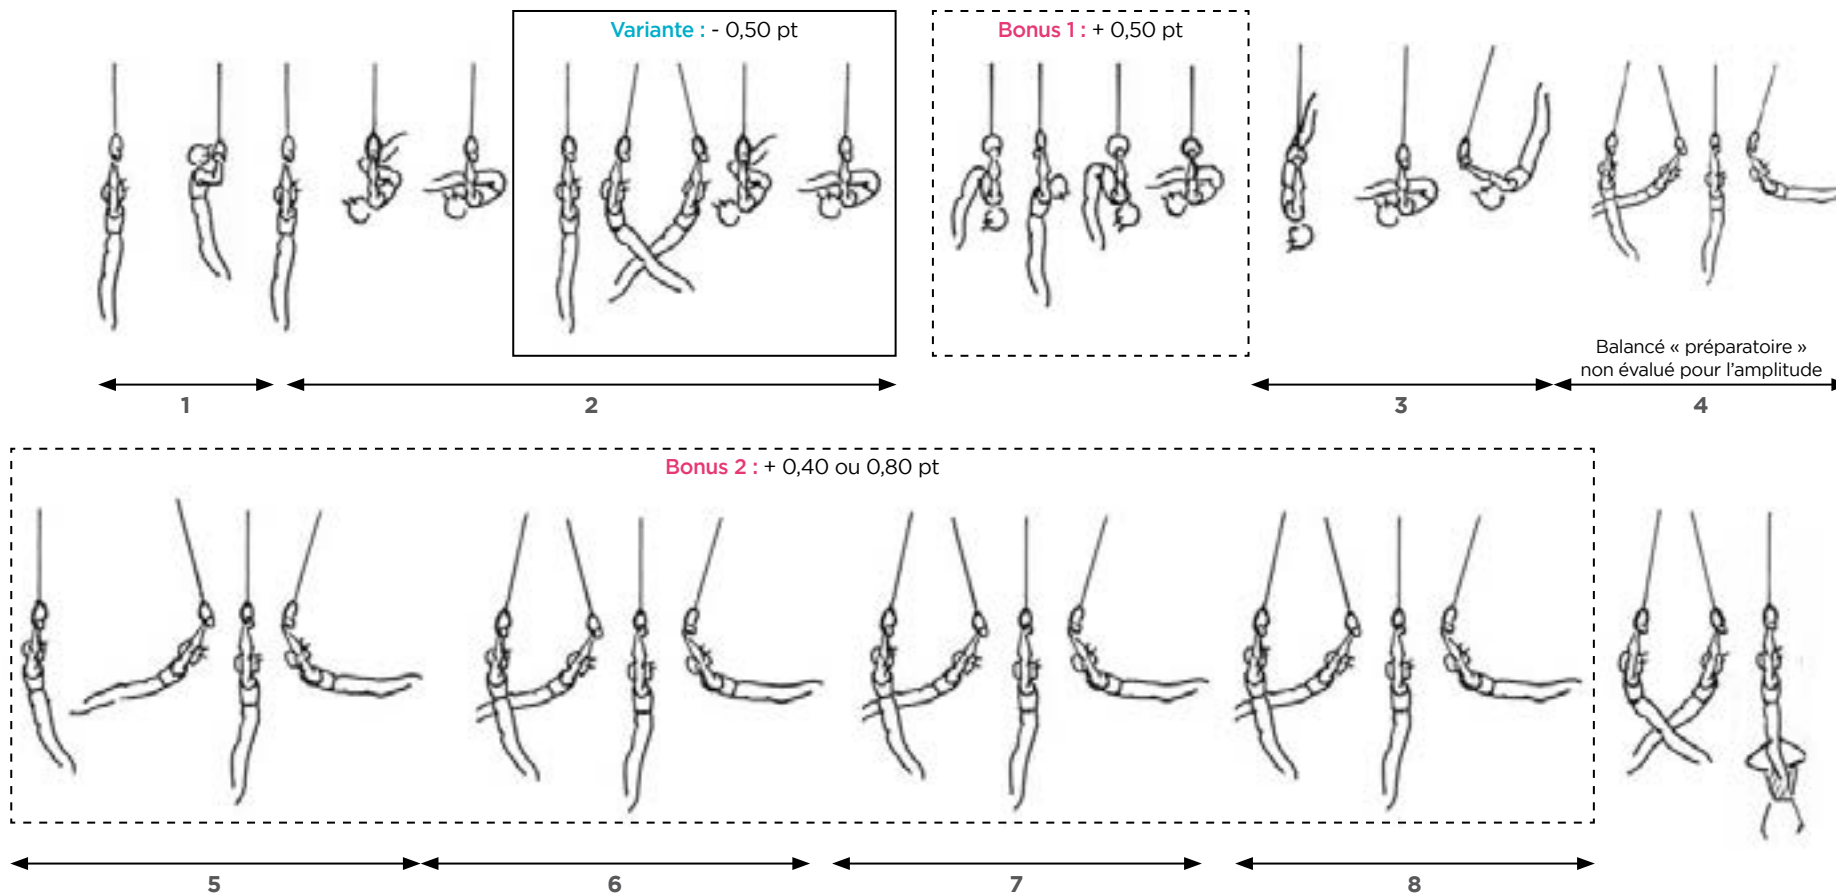 Variante : - 0,50 pt
Bonus 1 : + 0,50 pt
Balancé « préparatoire »
non évalué pour l'amplitude
1
2
3
4
Bonus 2 : + 0,40 ou 0,80 pt
5
6
7
8